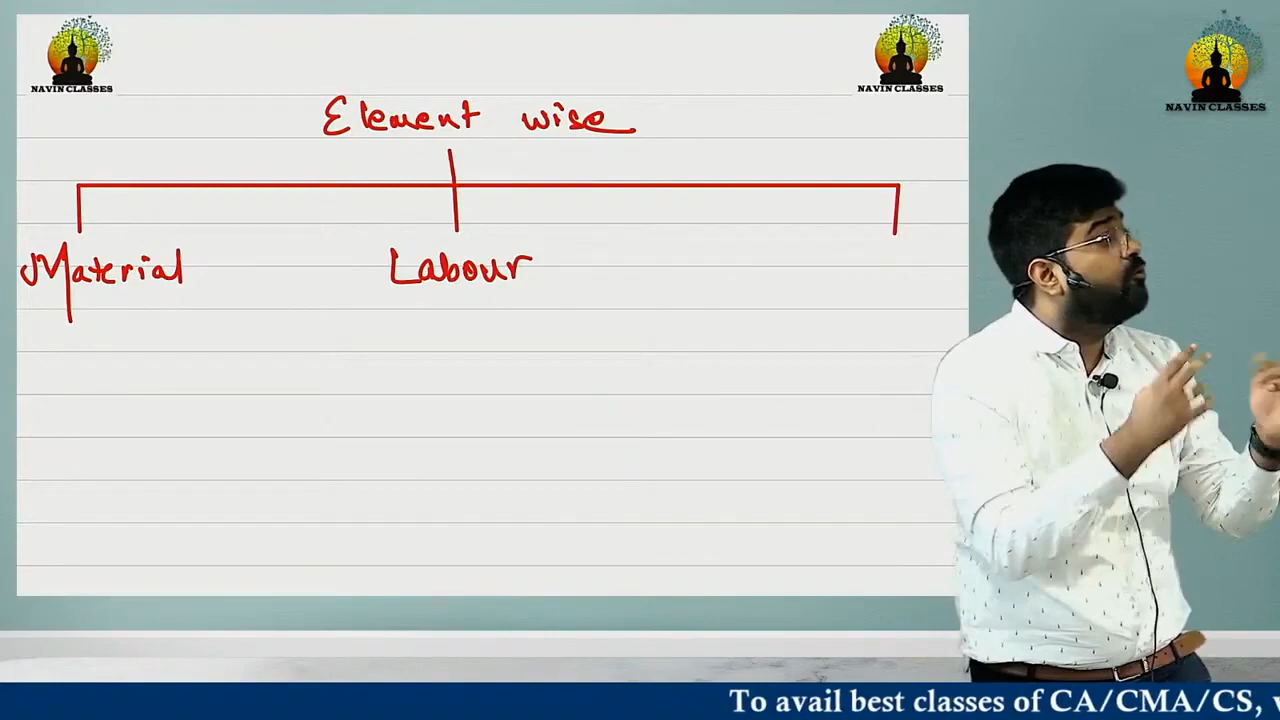 NAVIN CLASSES
NAVIN CLASSES
NAVIN CLASSES
Element wise
Material
Labour
To avail best classes of CA/CMA/CS,